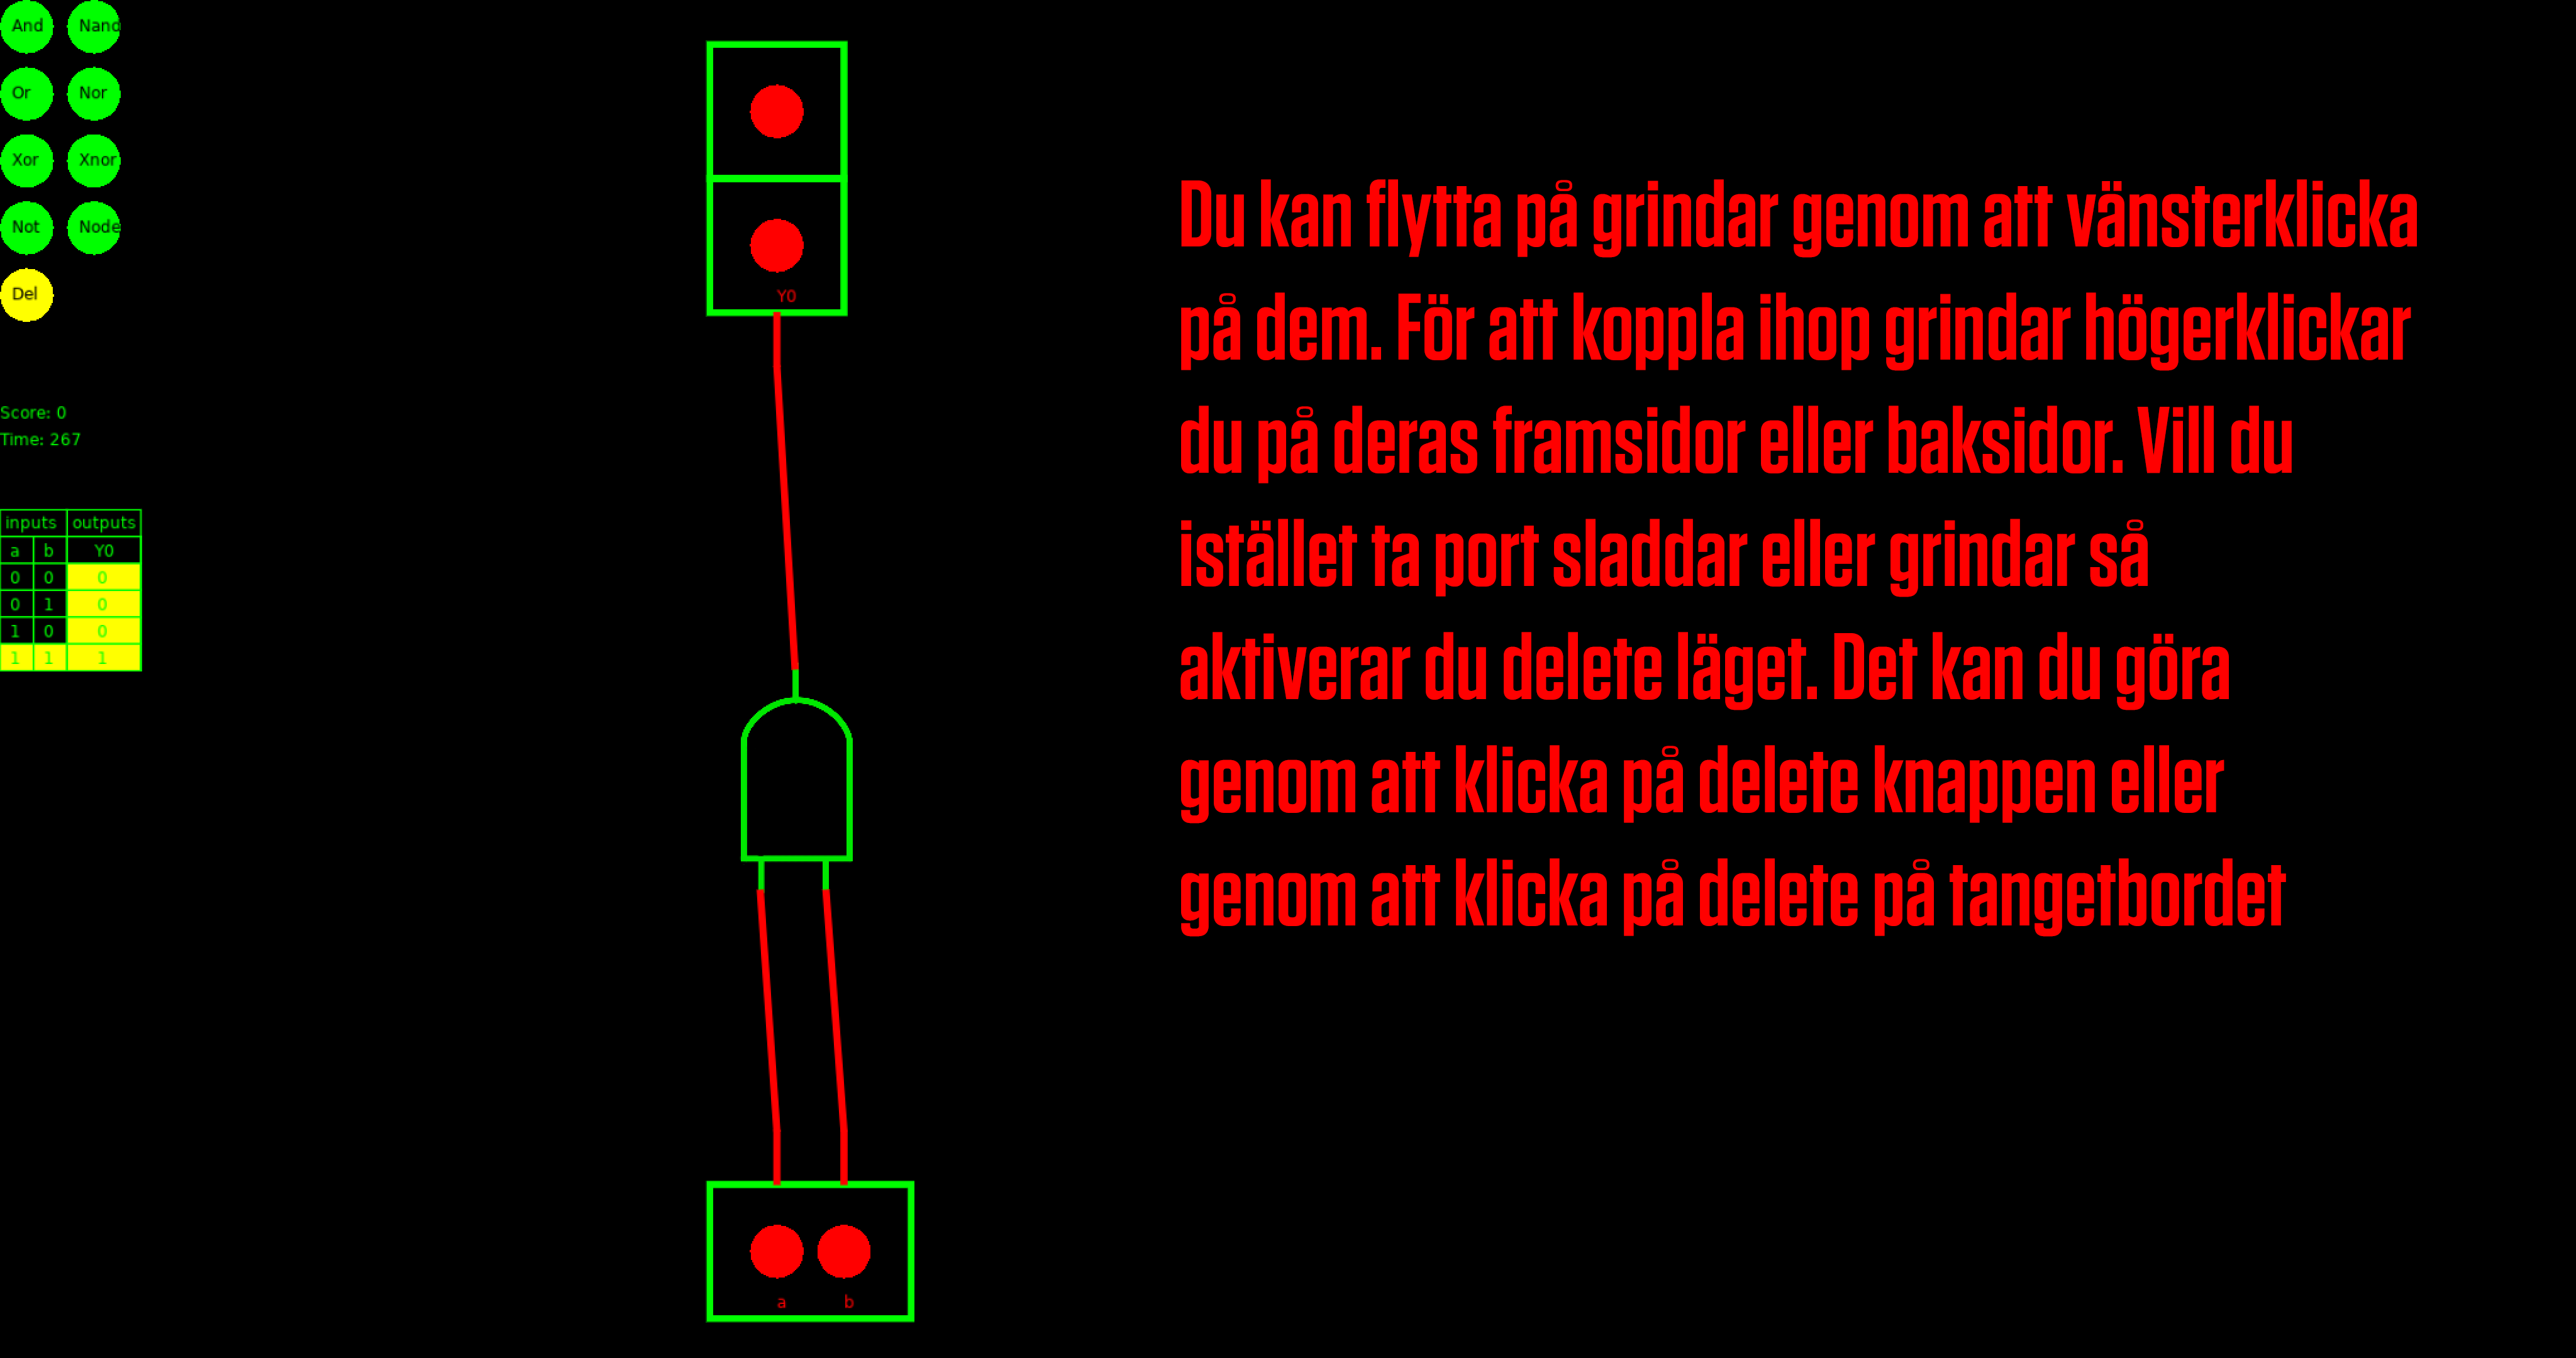 And Nand
Or Nor
Xor Xnor
Not Node
Del
Score: 0
Time: 267
inputs outputs
a b Y0
0 0 0
0 1 0
1 0 0
1 1 1
Y0
a b
Du kan flytta på grindar genom att vänsterklicka
på dem. För att koppla ihop grindar högerklickar
du på deras framsidor eller baksidor. Vill du
istället ta port sladdar eller grindar så
aktiverar du delete läget. Det kan du göra
genom att klicka på delete knappen eller
genom att klicka på delete på tangetbordet